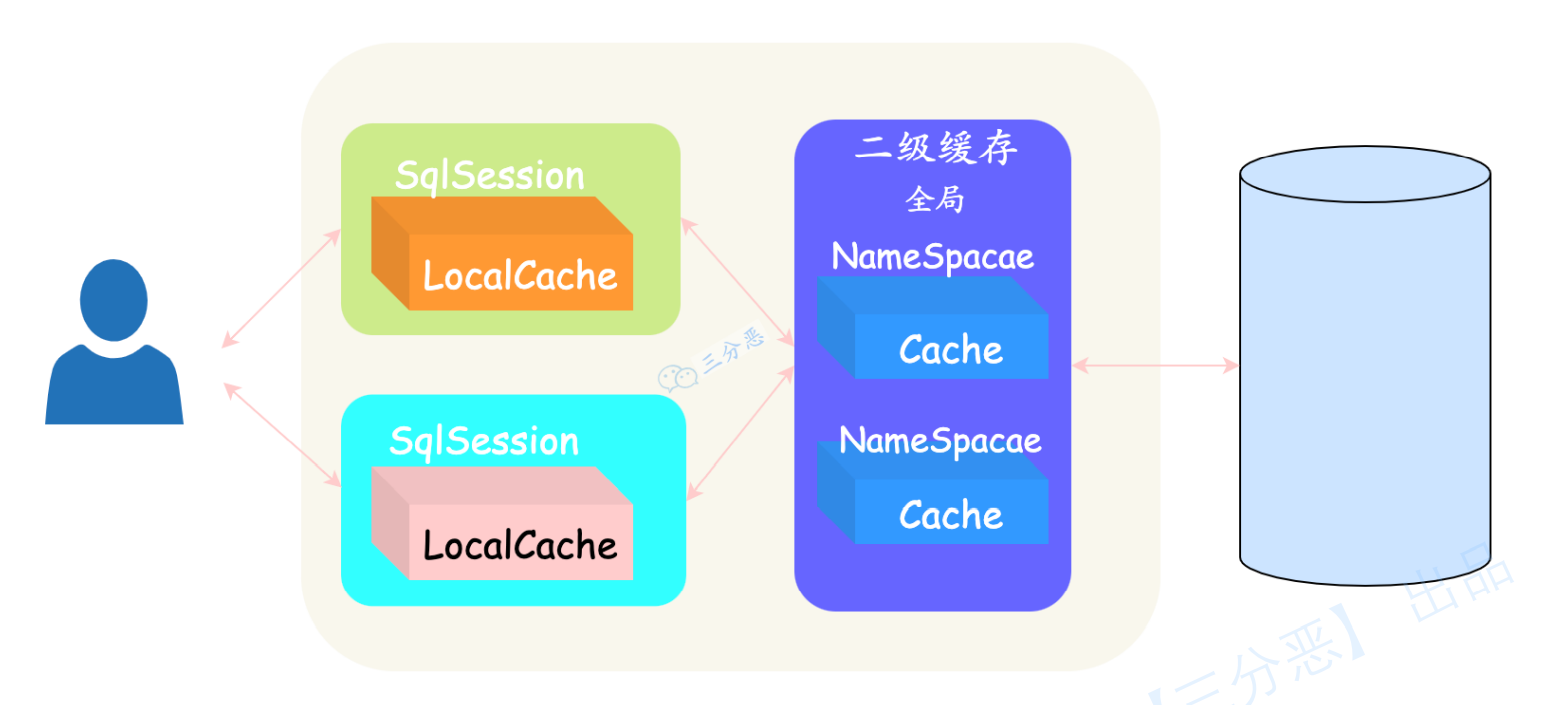 SqlSession
LocalCache
SqlSession
LocalCache
二级缓存
全局
NameSpacae
Cache
NameSpacae
Cache
三分恶
【三分恶】 出品